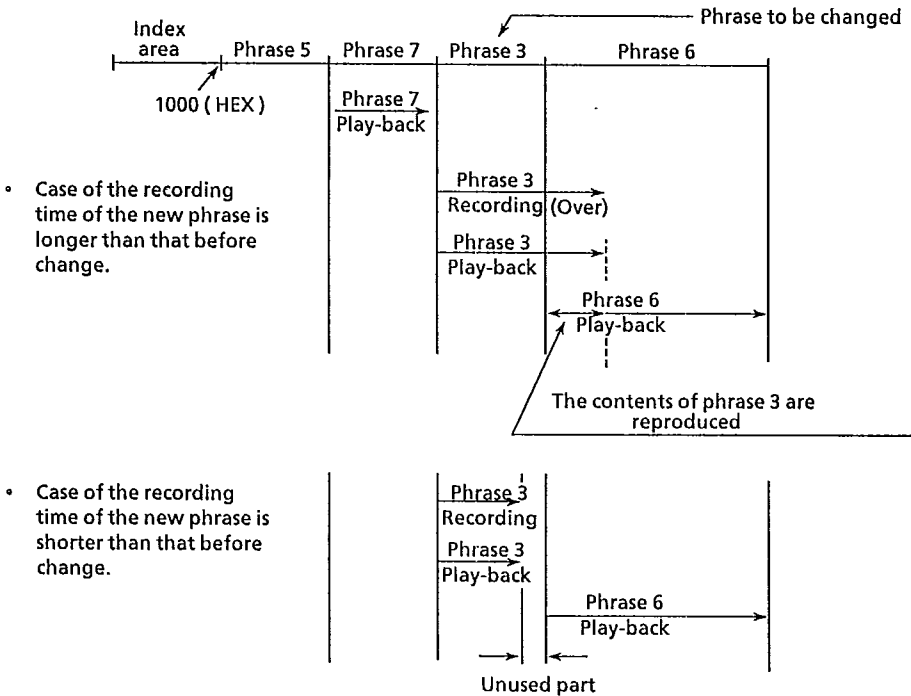 Phrase to be changed
Index
area
Phrase 5
Phrase 7
Phrase 3
Phrase 6
1000 ( HEX )
Phrase 7
Play-back
• Case of the recording
time of the new phrase is
longer than that before
change.
Phrase 3
Recording (Over)
Phrase 3
Play-back
Phrase 6
Play-back
The contents of phrase 3 are
reproduced
• Case of the recording
time of the new phrase is
shorter than that before
change.
Phrase 3
Recording
Phrase 3
Play-back
Phrase 6
Play-back
Unused part